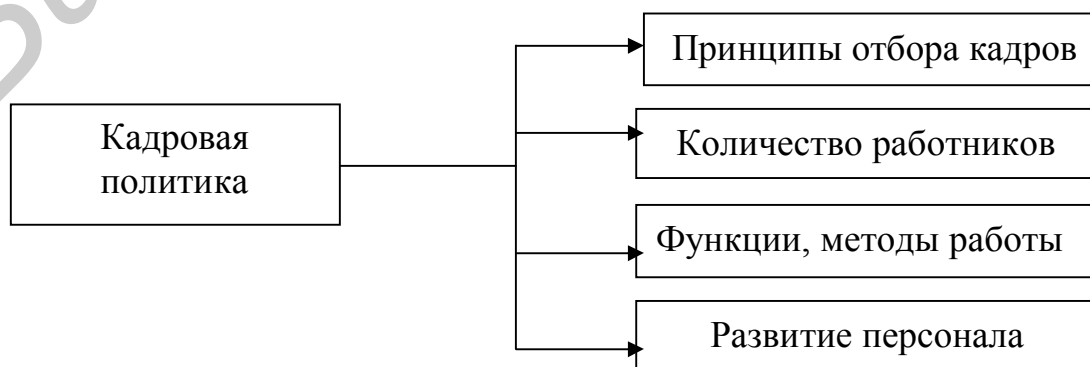 Принципы отбора кадров
Кадровая
политика
Количество работников
Функции, методы работы
Развитие персонала